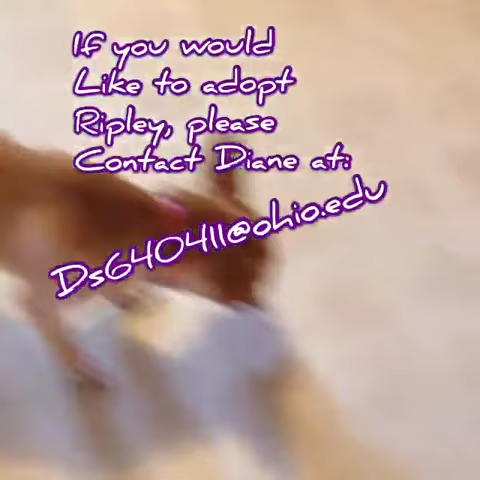 If you would
Like to adopt
Ripley, please
Contact Diane at:
Ds640411@ohio.edu